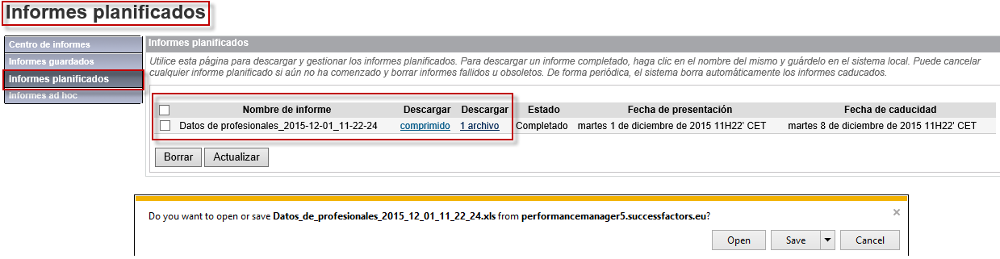 Informes planificados
Centro de informes
Informes guardados
Informes planificados
Informes ad hoc
Informes planificados
Utilice esta página para descargar y gestionar los informes planificados. Para descargar un informe completado, haga clic en el nombre del mismo y guárdelo en el sistema local. Puede cancelar
cualquier informe planificado si aún no ha comenzado y borrar informes fallidos u obsoletos. De forma periódica, el sistema borra automáticamente los informes caducados.
Nombre de informe Descargar Descargar Estado Fecha de presentación Fecha de caducidad
Datos de profesionales_2015-12-01_11-22-24 comprimido 1 archivo Completado martes 1 de diciembre de 2015 11H22' CET martes 8 de diciembre de 2015 11H22' CET
Borrar Actualizar
Do you want to open or save Datos_de_profesionales_2015_12_01_11_22_24.xls from performancemanager5.successfactors.eu?
Open Save Cancel